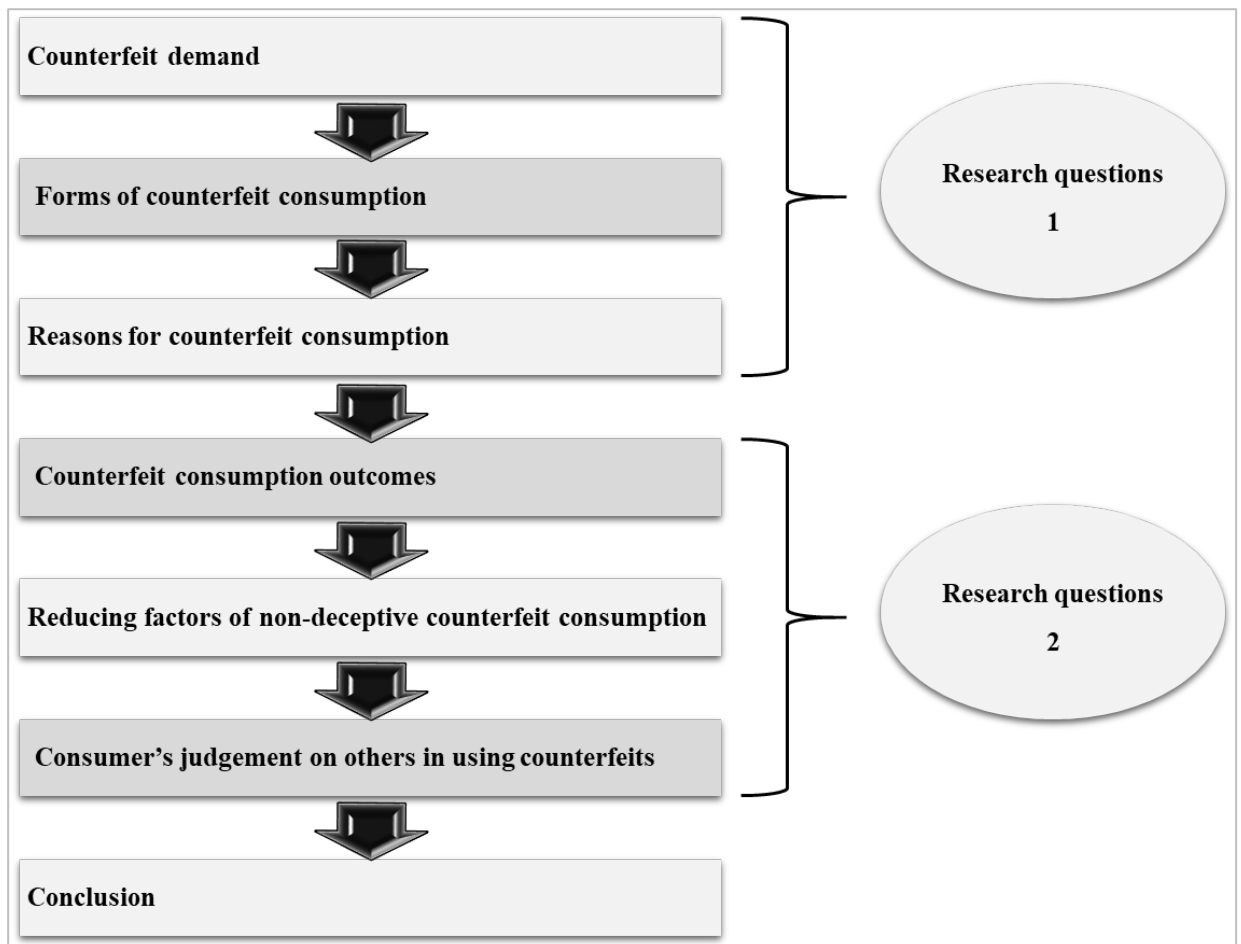 Counterfeit demand
Forms of counterfeit consumption
Reasons for counterfeit consumption
Research questions
1
Counterfeit consumption outcomes
Reducing factors of non-deceptive counterfeit consumption
Consumer’s judgement on others in using counterfeits
Research questions
2
Conclusion